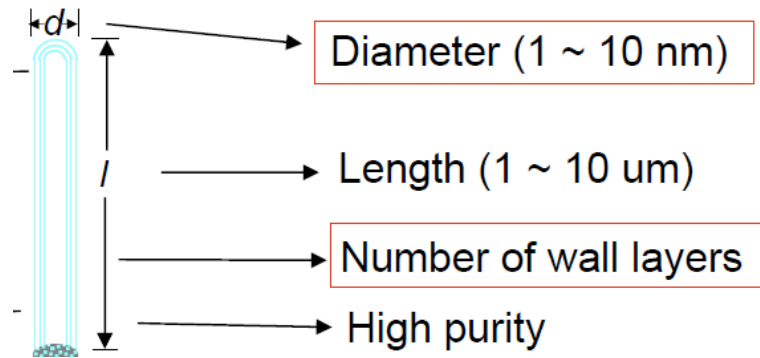 d
Diameter (1 ~ 10 nm)
l
Length (1 ~ 10 um)
Number of wall layers
High purity